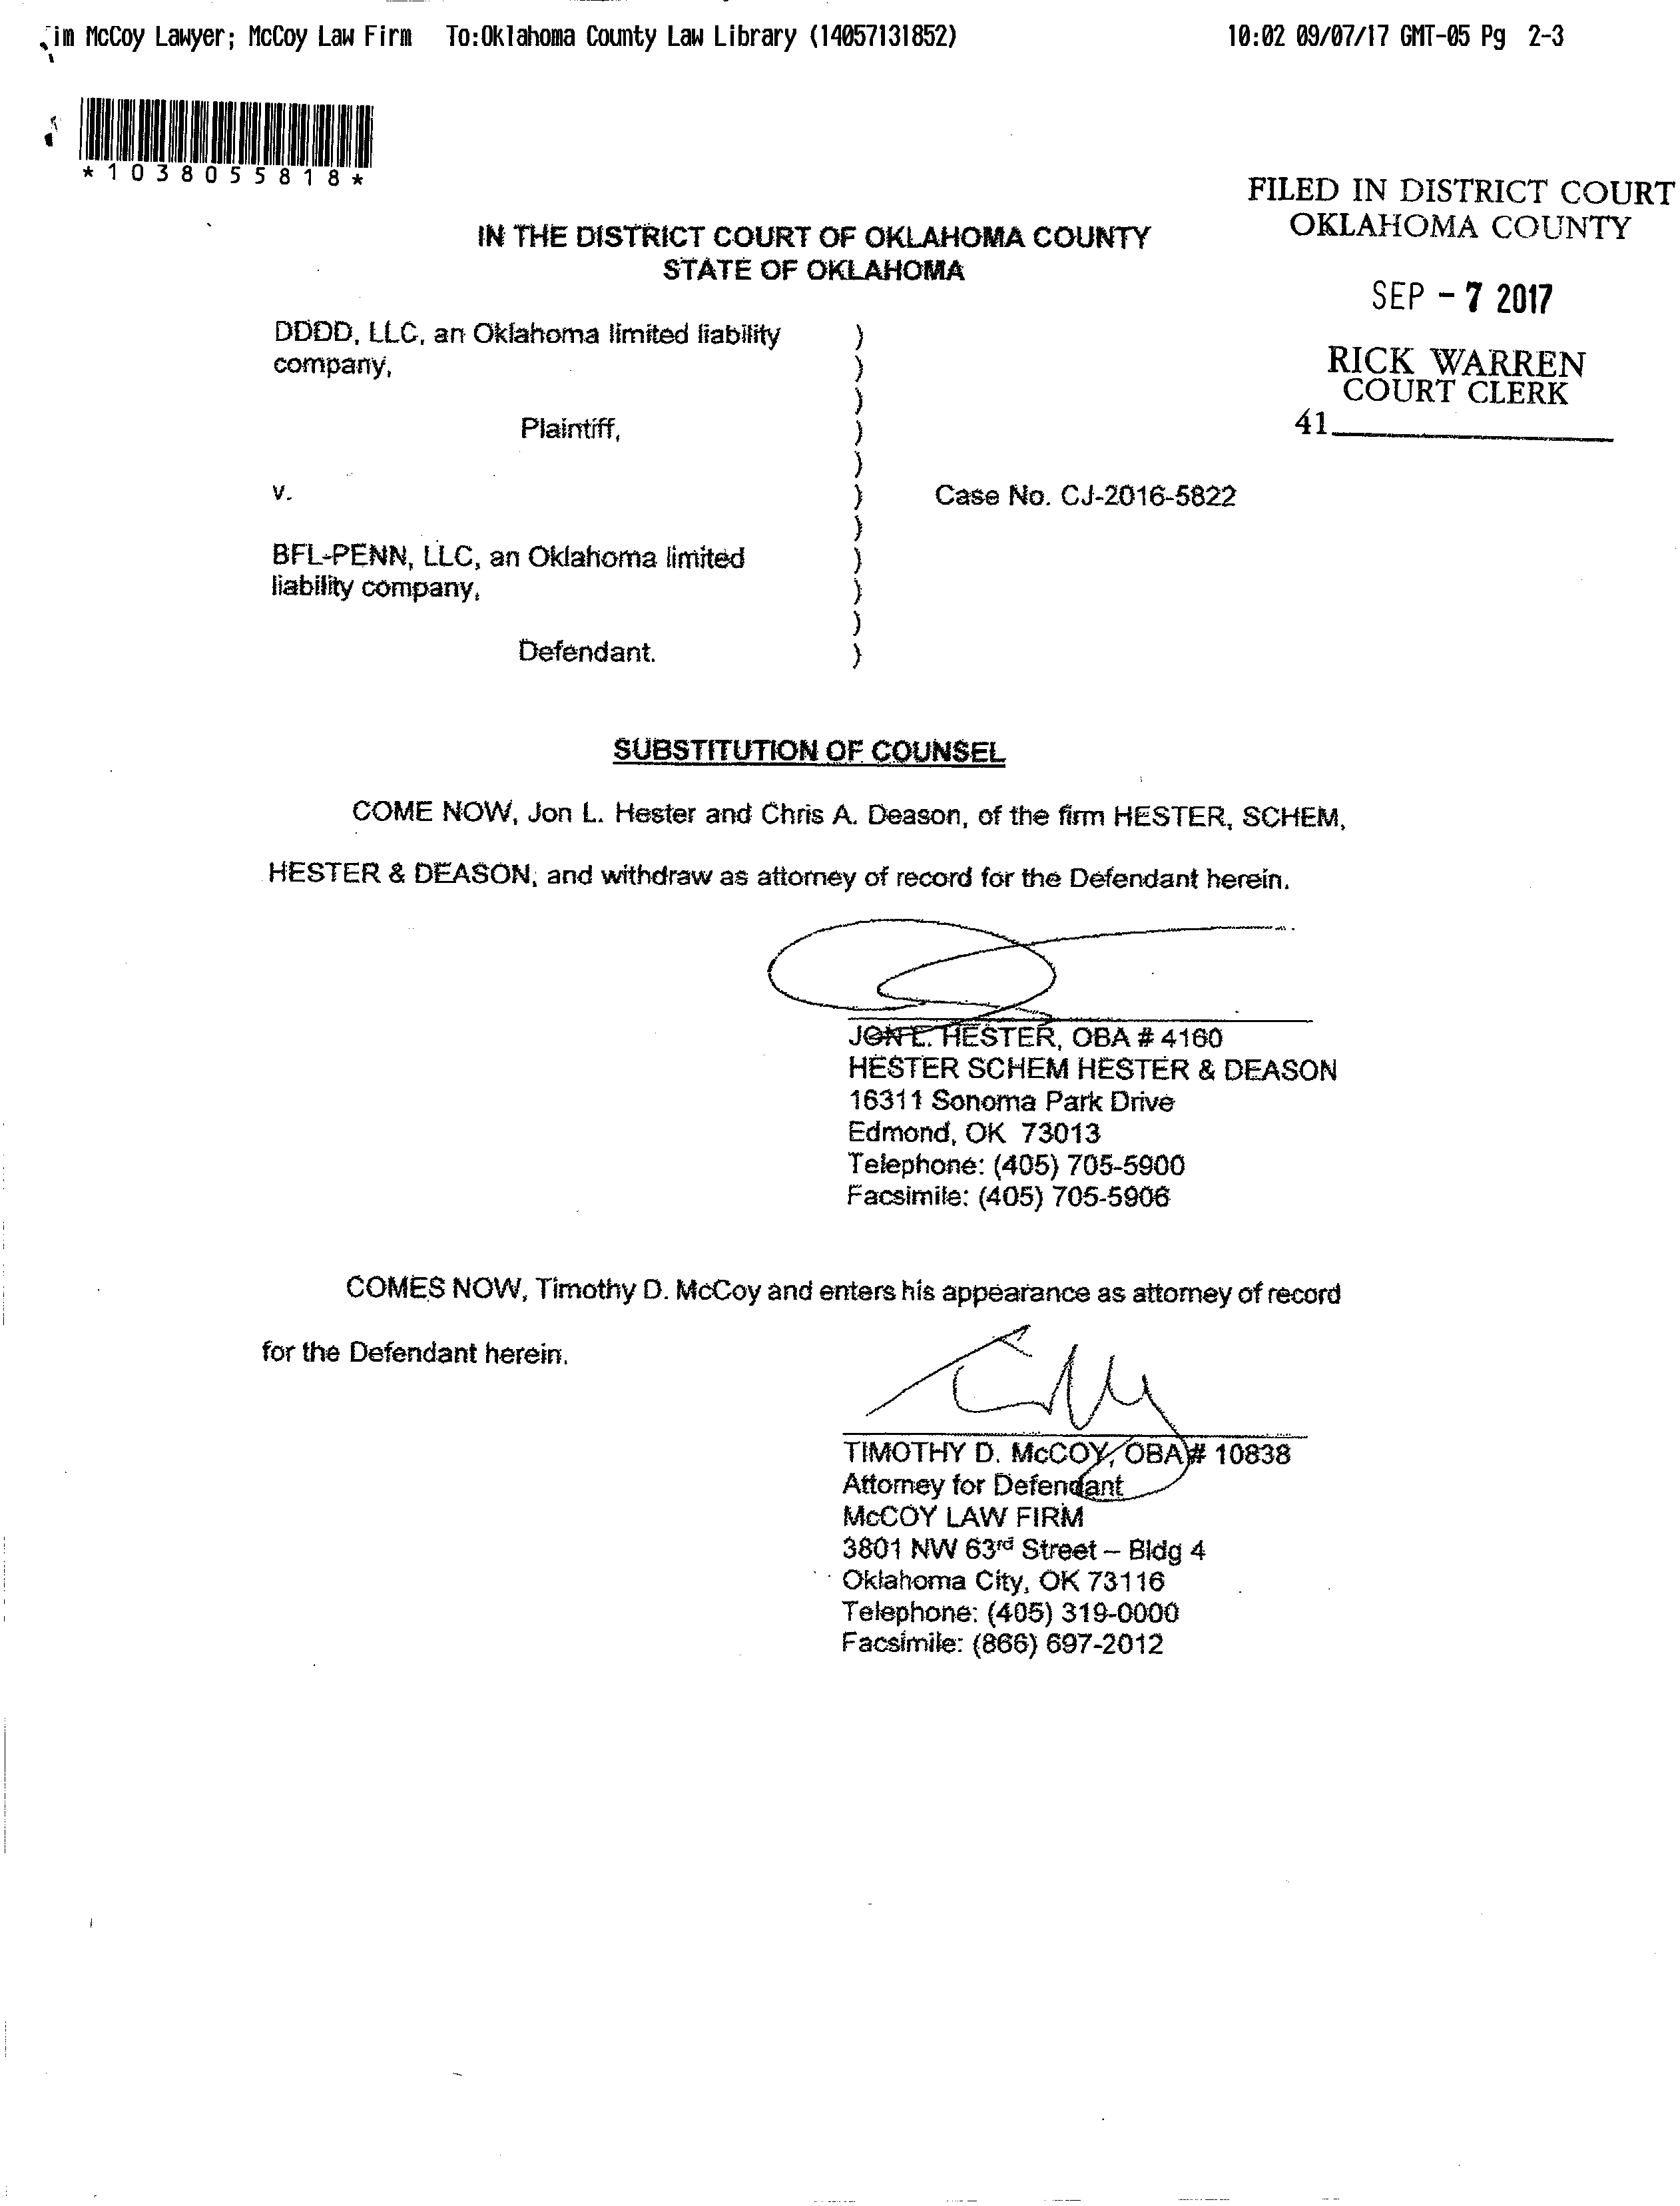 im McCoy Lawyer; McCoy Law Firm To:Oklahoma County Law Library (14057131852) 10:02 09/07/17 GMT-05 Pg 2-3
*1038055818*
FILED IN DISTRICT COURT
OKLAHOMA COUNTY
SEP - 7 2017
RICK WARREN
COURT CLERK
41
IN THE DISTRICT COURT OF OKLAHOMA COUNTY
STATE OF OKLAHOMA
DDDD, LLC, an Oklahoma limited liability )
company, )
)
Plaintiff, )
)
v. ) Case No. CJ-2016-5822
)
BFL-PENN, LLC, an Oklahoma limited )
liability company, )
)
Defendant. )
SUBSTITUTION OF COUNSEL
COME NOW, Jon L. Hester and Chris A. Deason, of the firm HESTER, SCHEM,
HESTER & DEASON, and withdraw as attorney of record for the Defendant herein.
JON L. HESTER, OBA # 4160
HESTER SCHEM HESTER & DEASON
16311 Sonoma Park Drive
Edmond, OK 73013
Telephone: (405) 705-5900
Facsimile: (405) 705-5906
COMES NOW, Timothy D. McCoy and enters his appearance as attorney of record
for the Defendant herein.
TIMOTHY D. McCOY, OBA # 10838
Attorney for Defendant
McCOY LAW FIRM
3801 NW 63rd Street – Bldg 4
Oklahoma City, OK 73116
Telephone: (405) 319-0000
Facsimile: (866) 697-2012